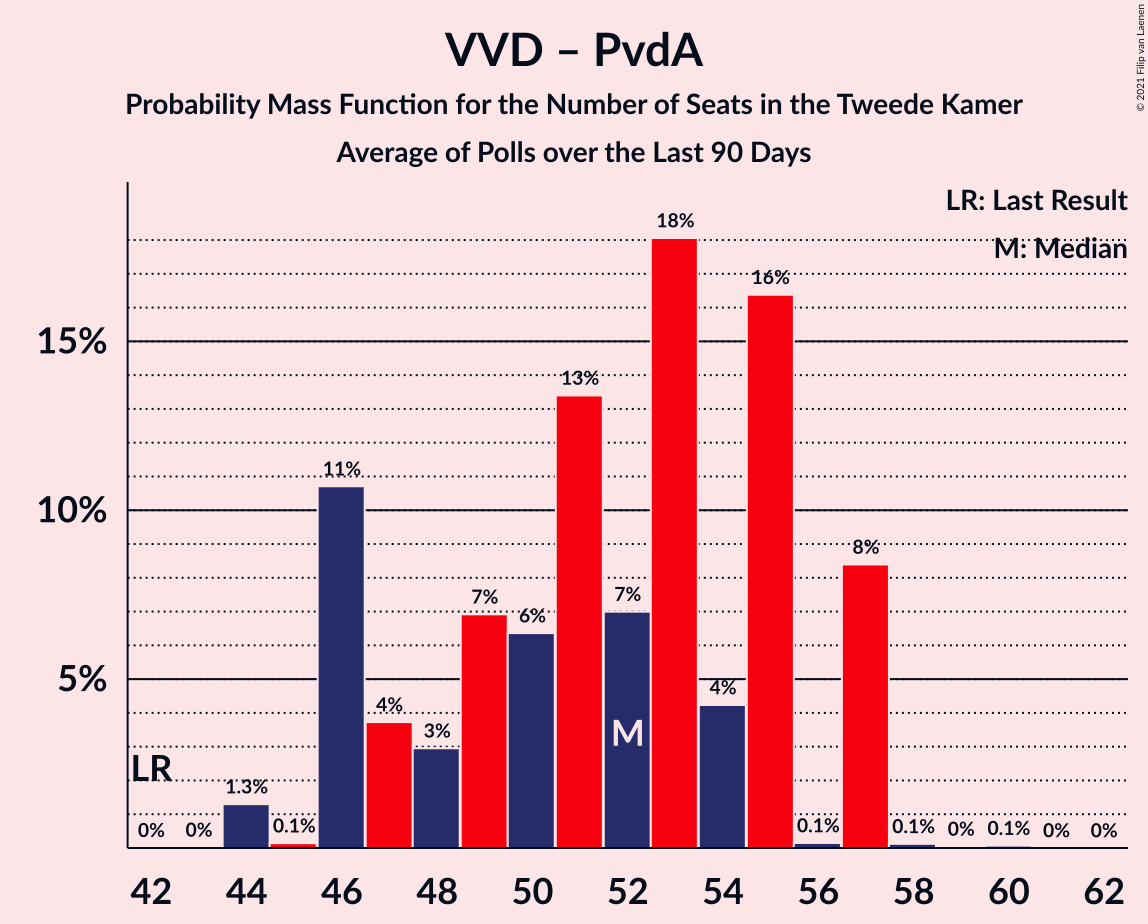 VVD – PvdA
Probability Mass Function for the Number of Seats in the Tweede Kamer
Average of Polls over the Last 90 Days
© 2021 Filip van Laenen
LR: Last Result
M: Median
15%
10%
5%
LR
0%
0%
1.3%
0.1%
11%
4%
3%
7%
6%
13%
7%
M
18%
4%
16%
0.1%
8%
0.1%
0%
0.1%
0%
0%
42 44 46 48 50 52 54 56 58 60 62